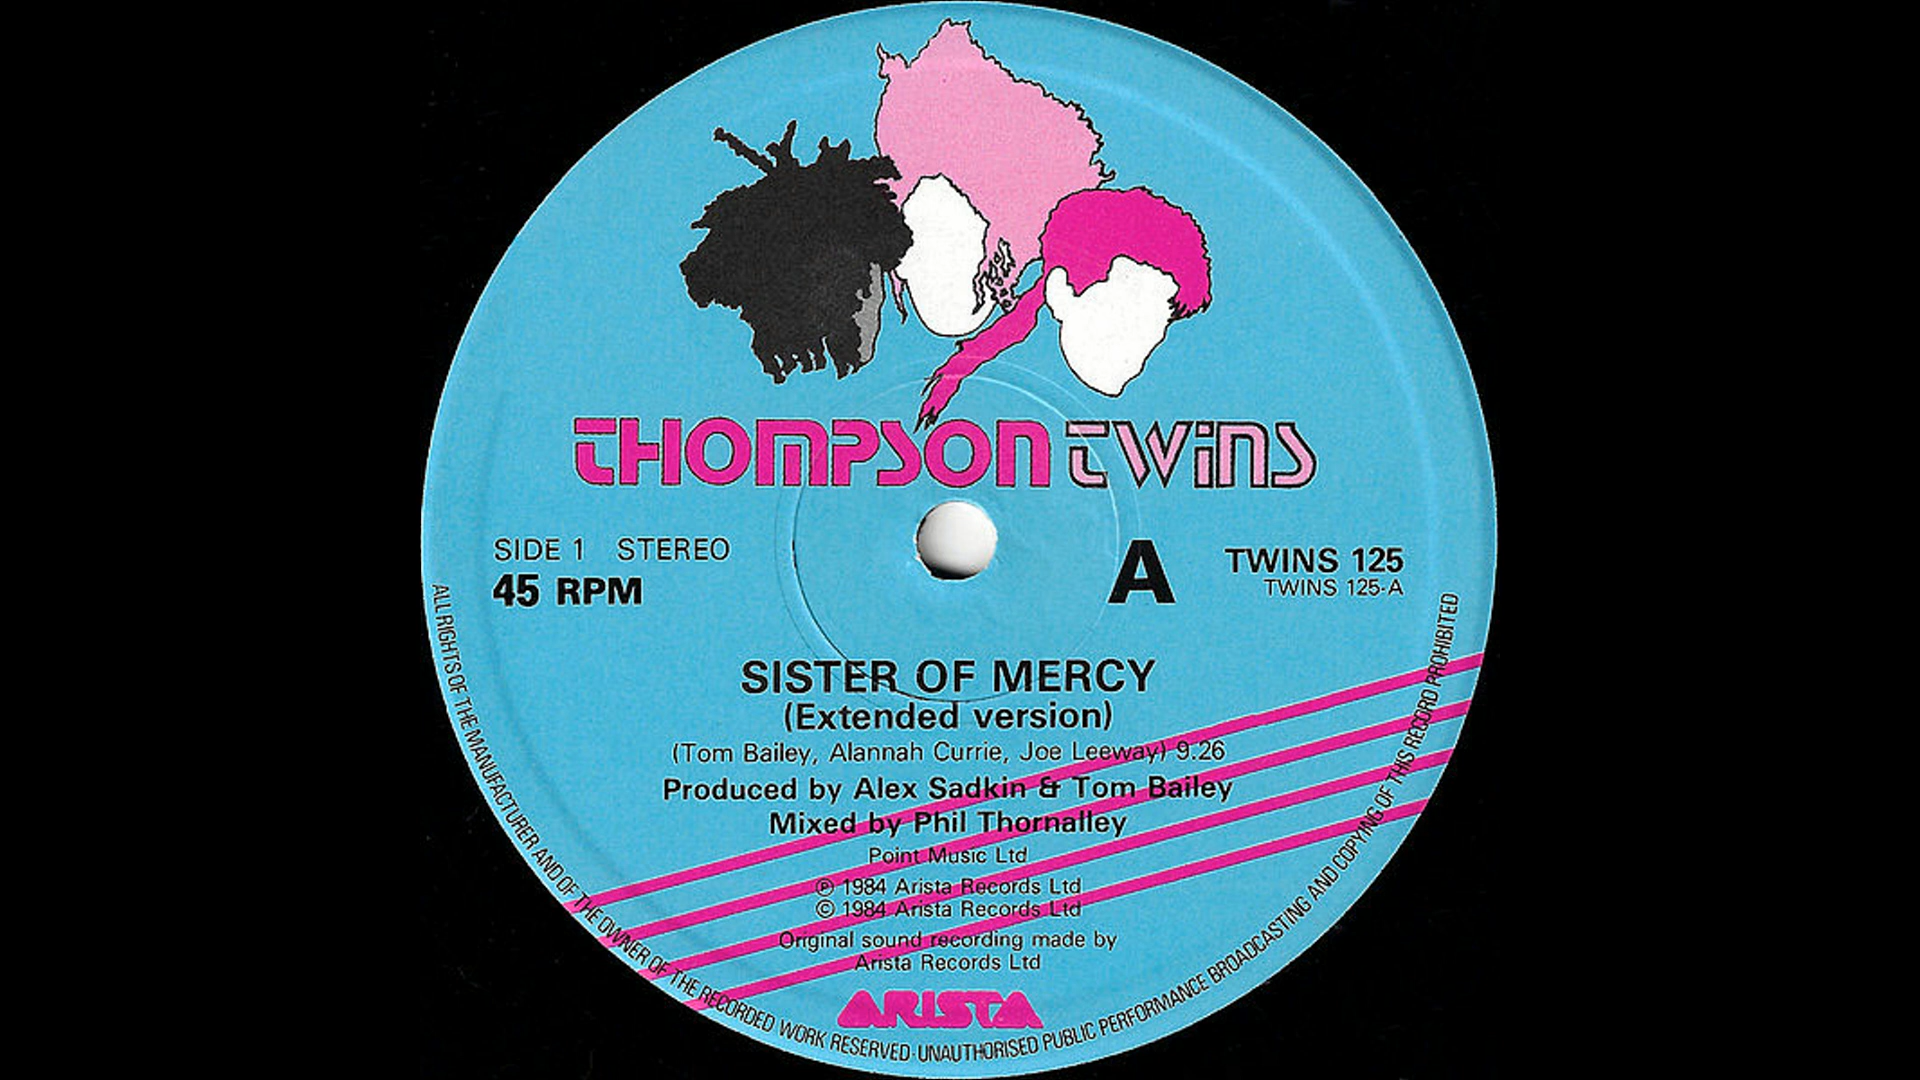 THOMPSON TWINS
SIDE 1 STEREO
45 RPM
A
TWINS 125
TWINS 125-A
SISTER OF MERCY
(Extended version)
(Tom Bailey, Alannah Currie, Joe Leeway) 9.26
Produced by Alex Sadkin & Tom Bailey
Mixed by Phil Thornalley
Point Music Ltd
℗ 1984 Arista Records Ltd
© 1984 Arista Records Ltd
Original sound recording made by
Arista Records Ltd
ARISTA
ALL RIGHTS OF THE MANUFACTURER AND OF THE OWNER OF THE RECORDED WORK RESERVED·UNAUTHORISED PUBLIC PERFORMANCE BROADCASTING AND COPYING OF THIS RECORD PROHIBITED